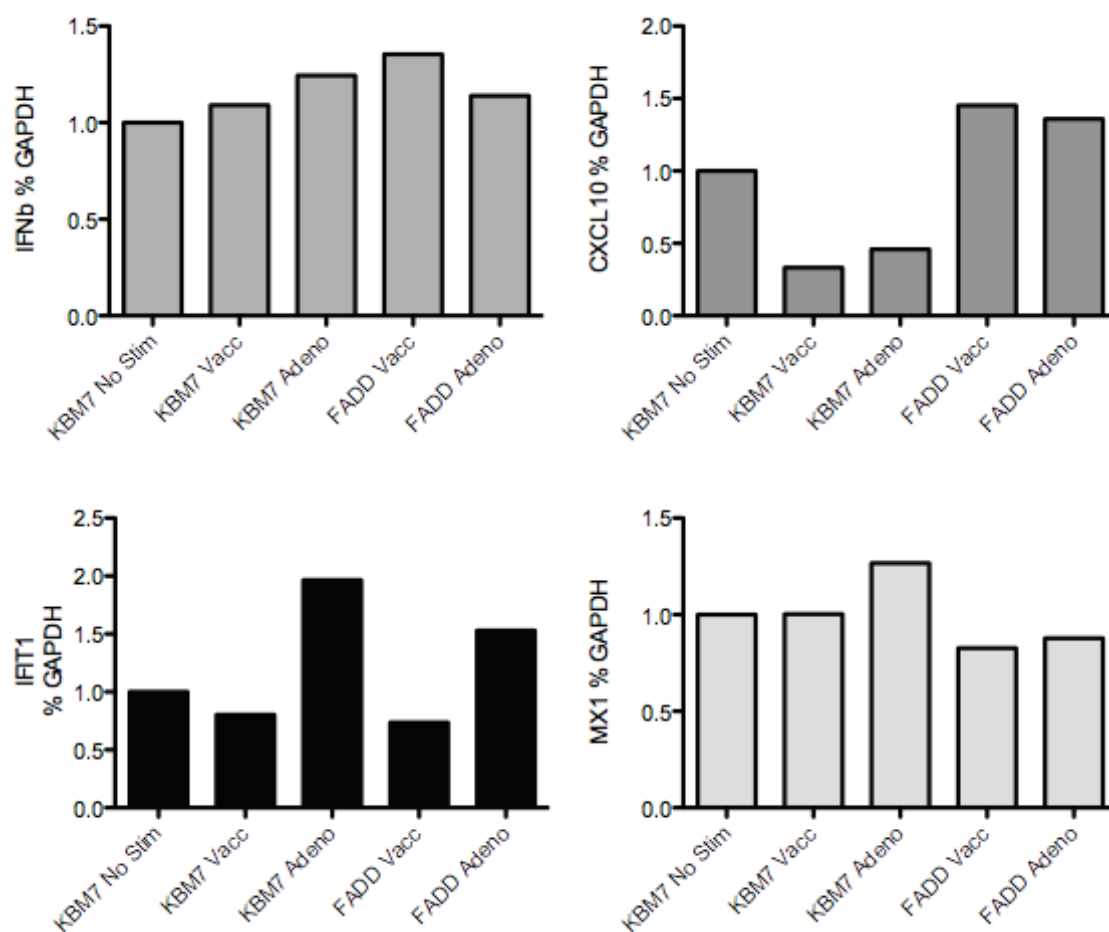 IFNb % GAPDH
1.5
1.0
0.5
0.0
KBM7 No Stim
KBM7 Vacc
KBM7 Adeno
FADD Vacc
FADD Adeno
CXCL10 % GAPDH
2.0
1.5
1.0
0.5
0.0
KBM7 No Stim
KBM7 Vacc
KBM7 Adeno
FADD Vacc
FADD Adeno
IFIT1
% GAPDH
2.5
2.0
1.5
1.0
0.5
0.0
KBM7 No Stim
KBM7 Vacc
KBM7 Adeno
FADD Vacc
FADD Adeno
MX1 % GAPDH
1.5
1.0
0.5
0.0
KBM7 No Stim
KBM7 Vacc
KBM7 Adeno
FADD Vacc
FADD Adeno